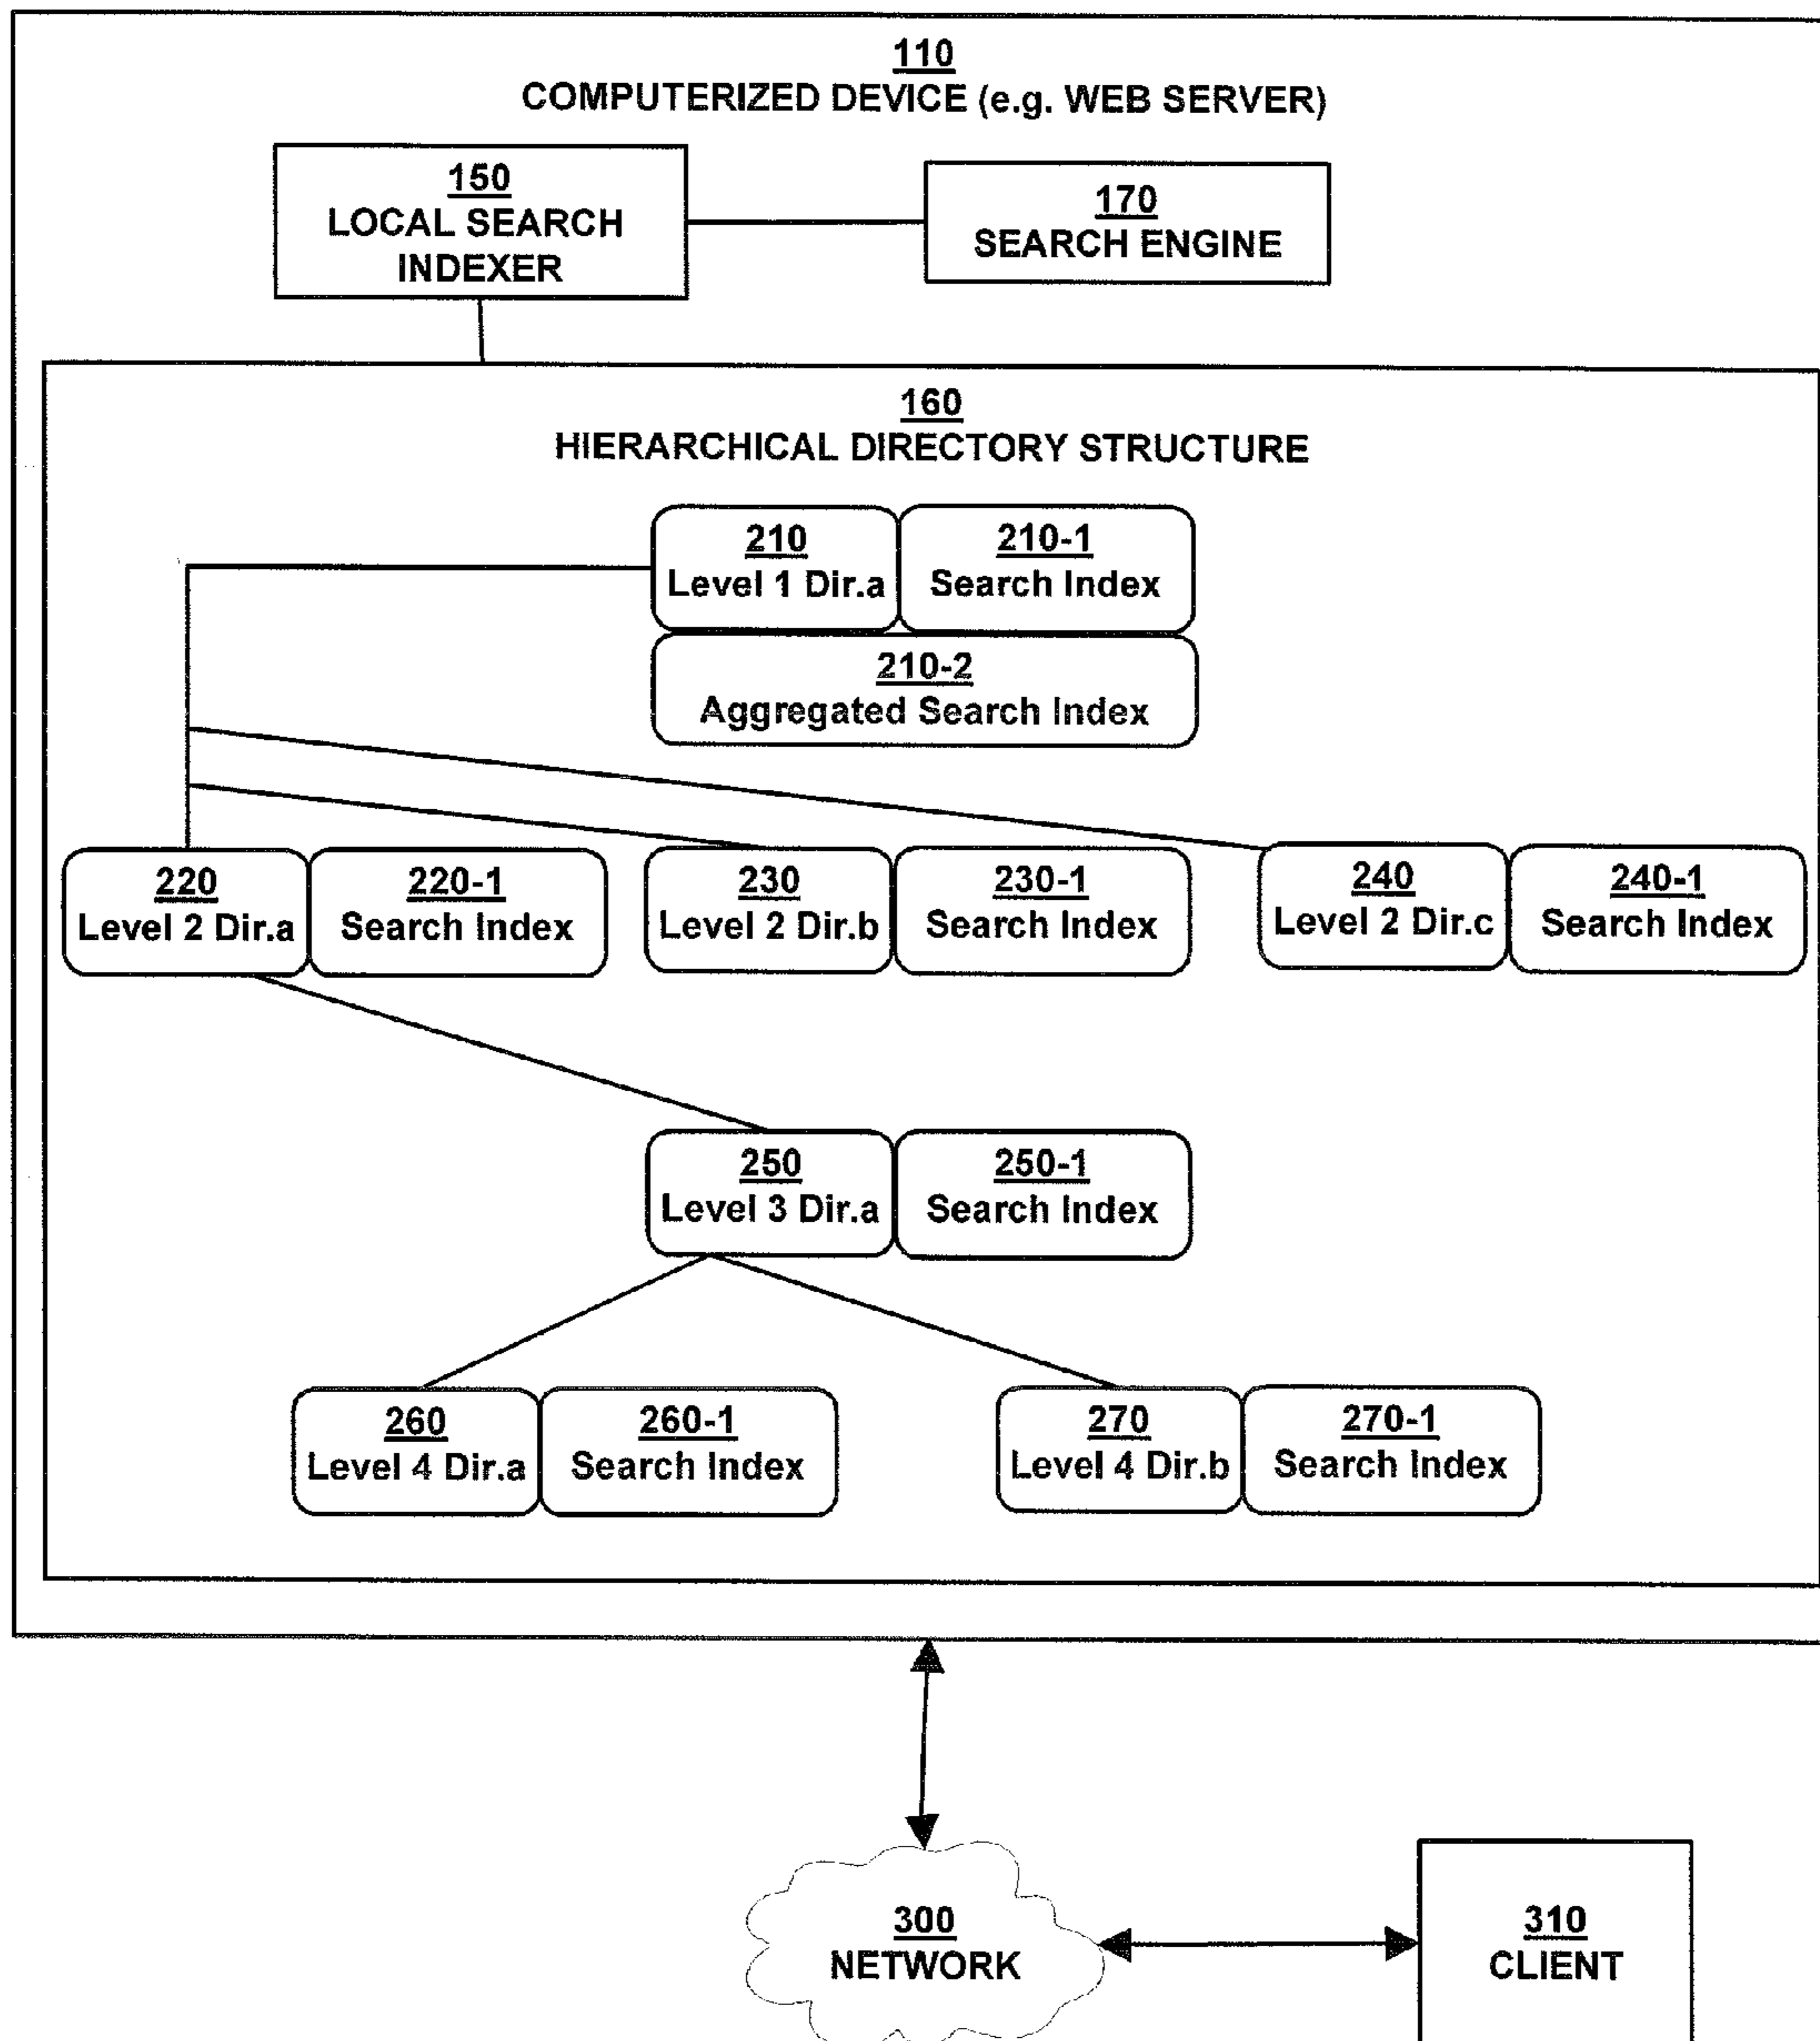 110
COMPUTERIZED DEVICE (e.g. WEB SERVER)
150
LOCAL SEARCH
INDEXER
170
SEARCH ENGINE
160
HIERARCHICAL DIRECTORY STRUCTURE
210
Level 1 Dir.a
210-1
Search Index
210-2
Aggregated Search Index
220
Level 2 Dir.a
220-1
Search Index
230
Level 2 Dir.b
230-1
Search Index
240
Level 2 Dir.c
240-1
Search Index
250
Level 3 Dir.a
250-1
Search Index
260
Level 4 Dir.a
260-1
Search Index
270
Level 4 Dir.b
270-1
Search Index
300
NETWORK
310
CLIENT